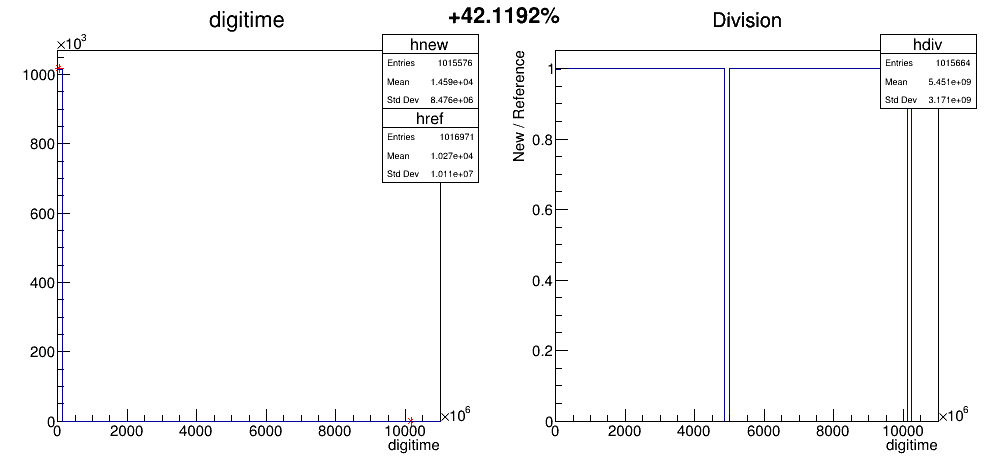 +42.1192%
digitime
×10³
1000
800
600
400
200
0
0 2000 4000 6000 8000 10000
×10⁶
digitime
hnew
Entries 1015576
Mean 1.459e+04
Std Dev 8.476e+06
href
Entries 1016971
Mean 1.027e+04
Std Dev 1.011e+07
Division
New / Reference
1
0.8
0.6
0.4
0.2
0
0 2000 4000 6000 8000 10000
×10⁶
digitime
hdiv
Entries 1015664
Mean 5.451e+09
Std Dev 3.171e+09